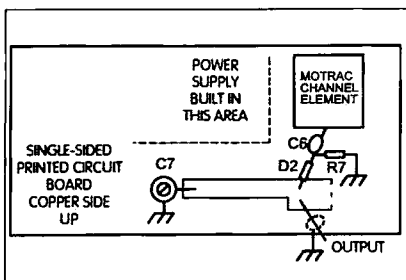 POWER
SUPPLY
BUILT IN
THIS AREA
MOTRAC
CHANNEL
ELEMENT
SINGLE-SIDED
PRINTED CIRCUIT
BOARD
COPPER SIDE
UP
C7
C6
D2
R7
OUTPUT